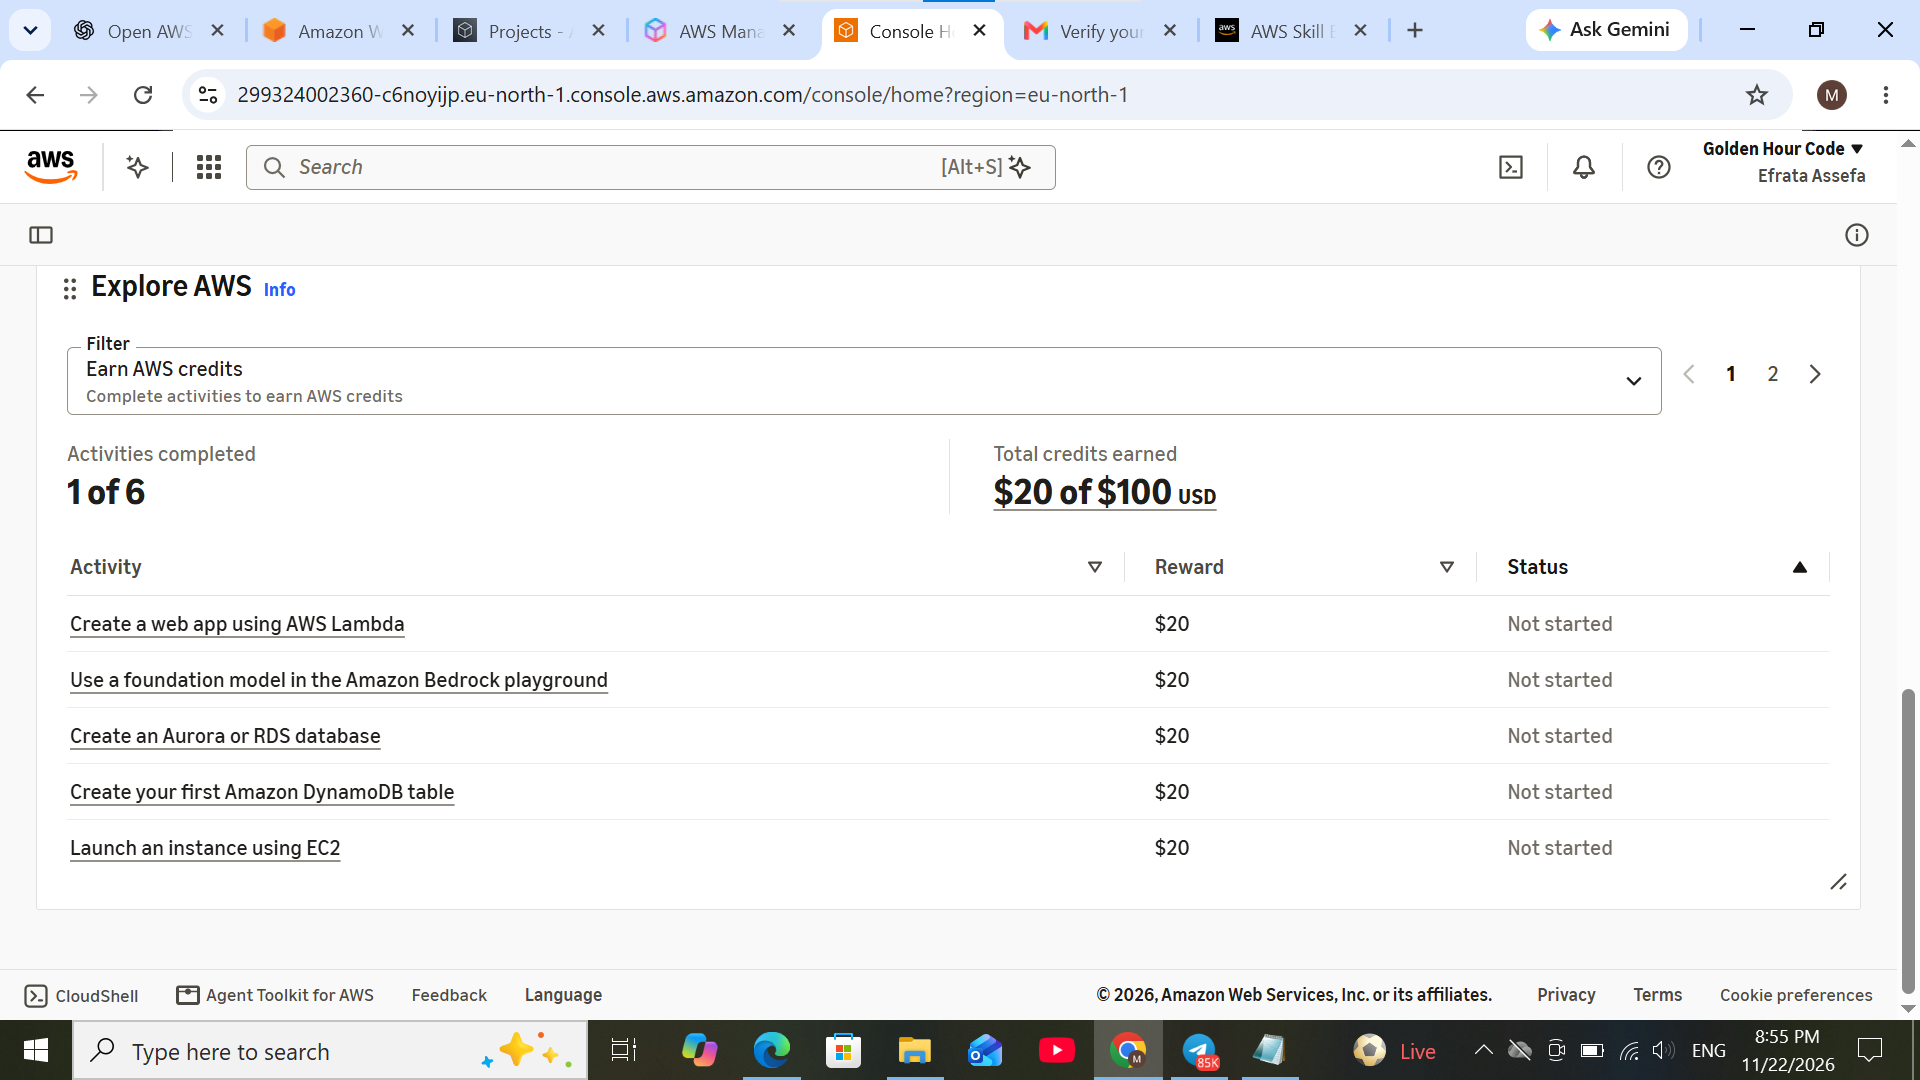 Open AWS
Amazon W
Projects - A
AWS Mana
Console H
Verify your
AWS Skill B
Ask Gemini
299324002360-c6noyijp.eu-north-1.console.aws.amazon.com/console/home?region=eu-north-1
M
aws
Search
[Alt+S]
Golden Hour Code
Efrata Assefa
Explore AWS Info
Filter
Earn AWS credits
Complete activities to earn AWS credits
1 2
Activities completed
1 of 6
Total credits earned
$20 of $100 USD
Activity Reward Status
Create a web app using AWS Lambda $20 Not started
Use a foundation model in the Amazon Bedrock playground $20 Not started
Create an Aurora or RDS database $20 Not started
Create your first Amazon DynamoDB table $20 Not started
Launch an instance using EC2 $20 Not started
CloudShell Agent Toolkit for AWS Feedback Language © 2026, Amazon Web Services, Inc. or its affiliates. Privacy Terms Cookie preferences
Type here to search
M
85K
Live
ENG
8:55 PM
11/22/2026